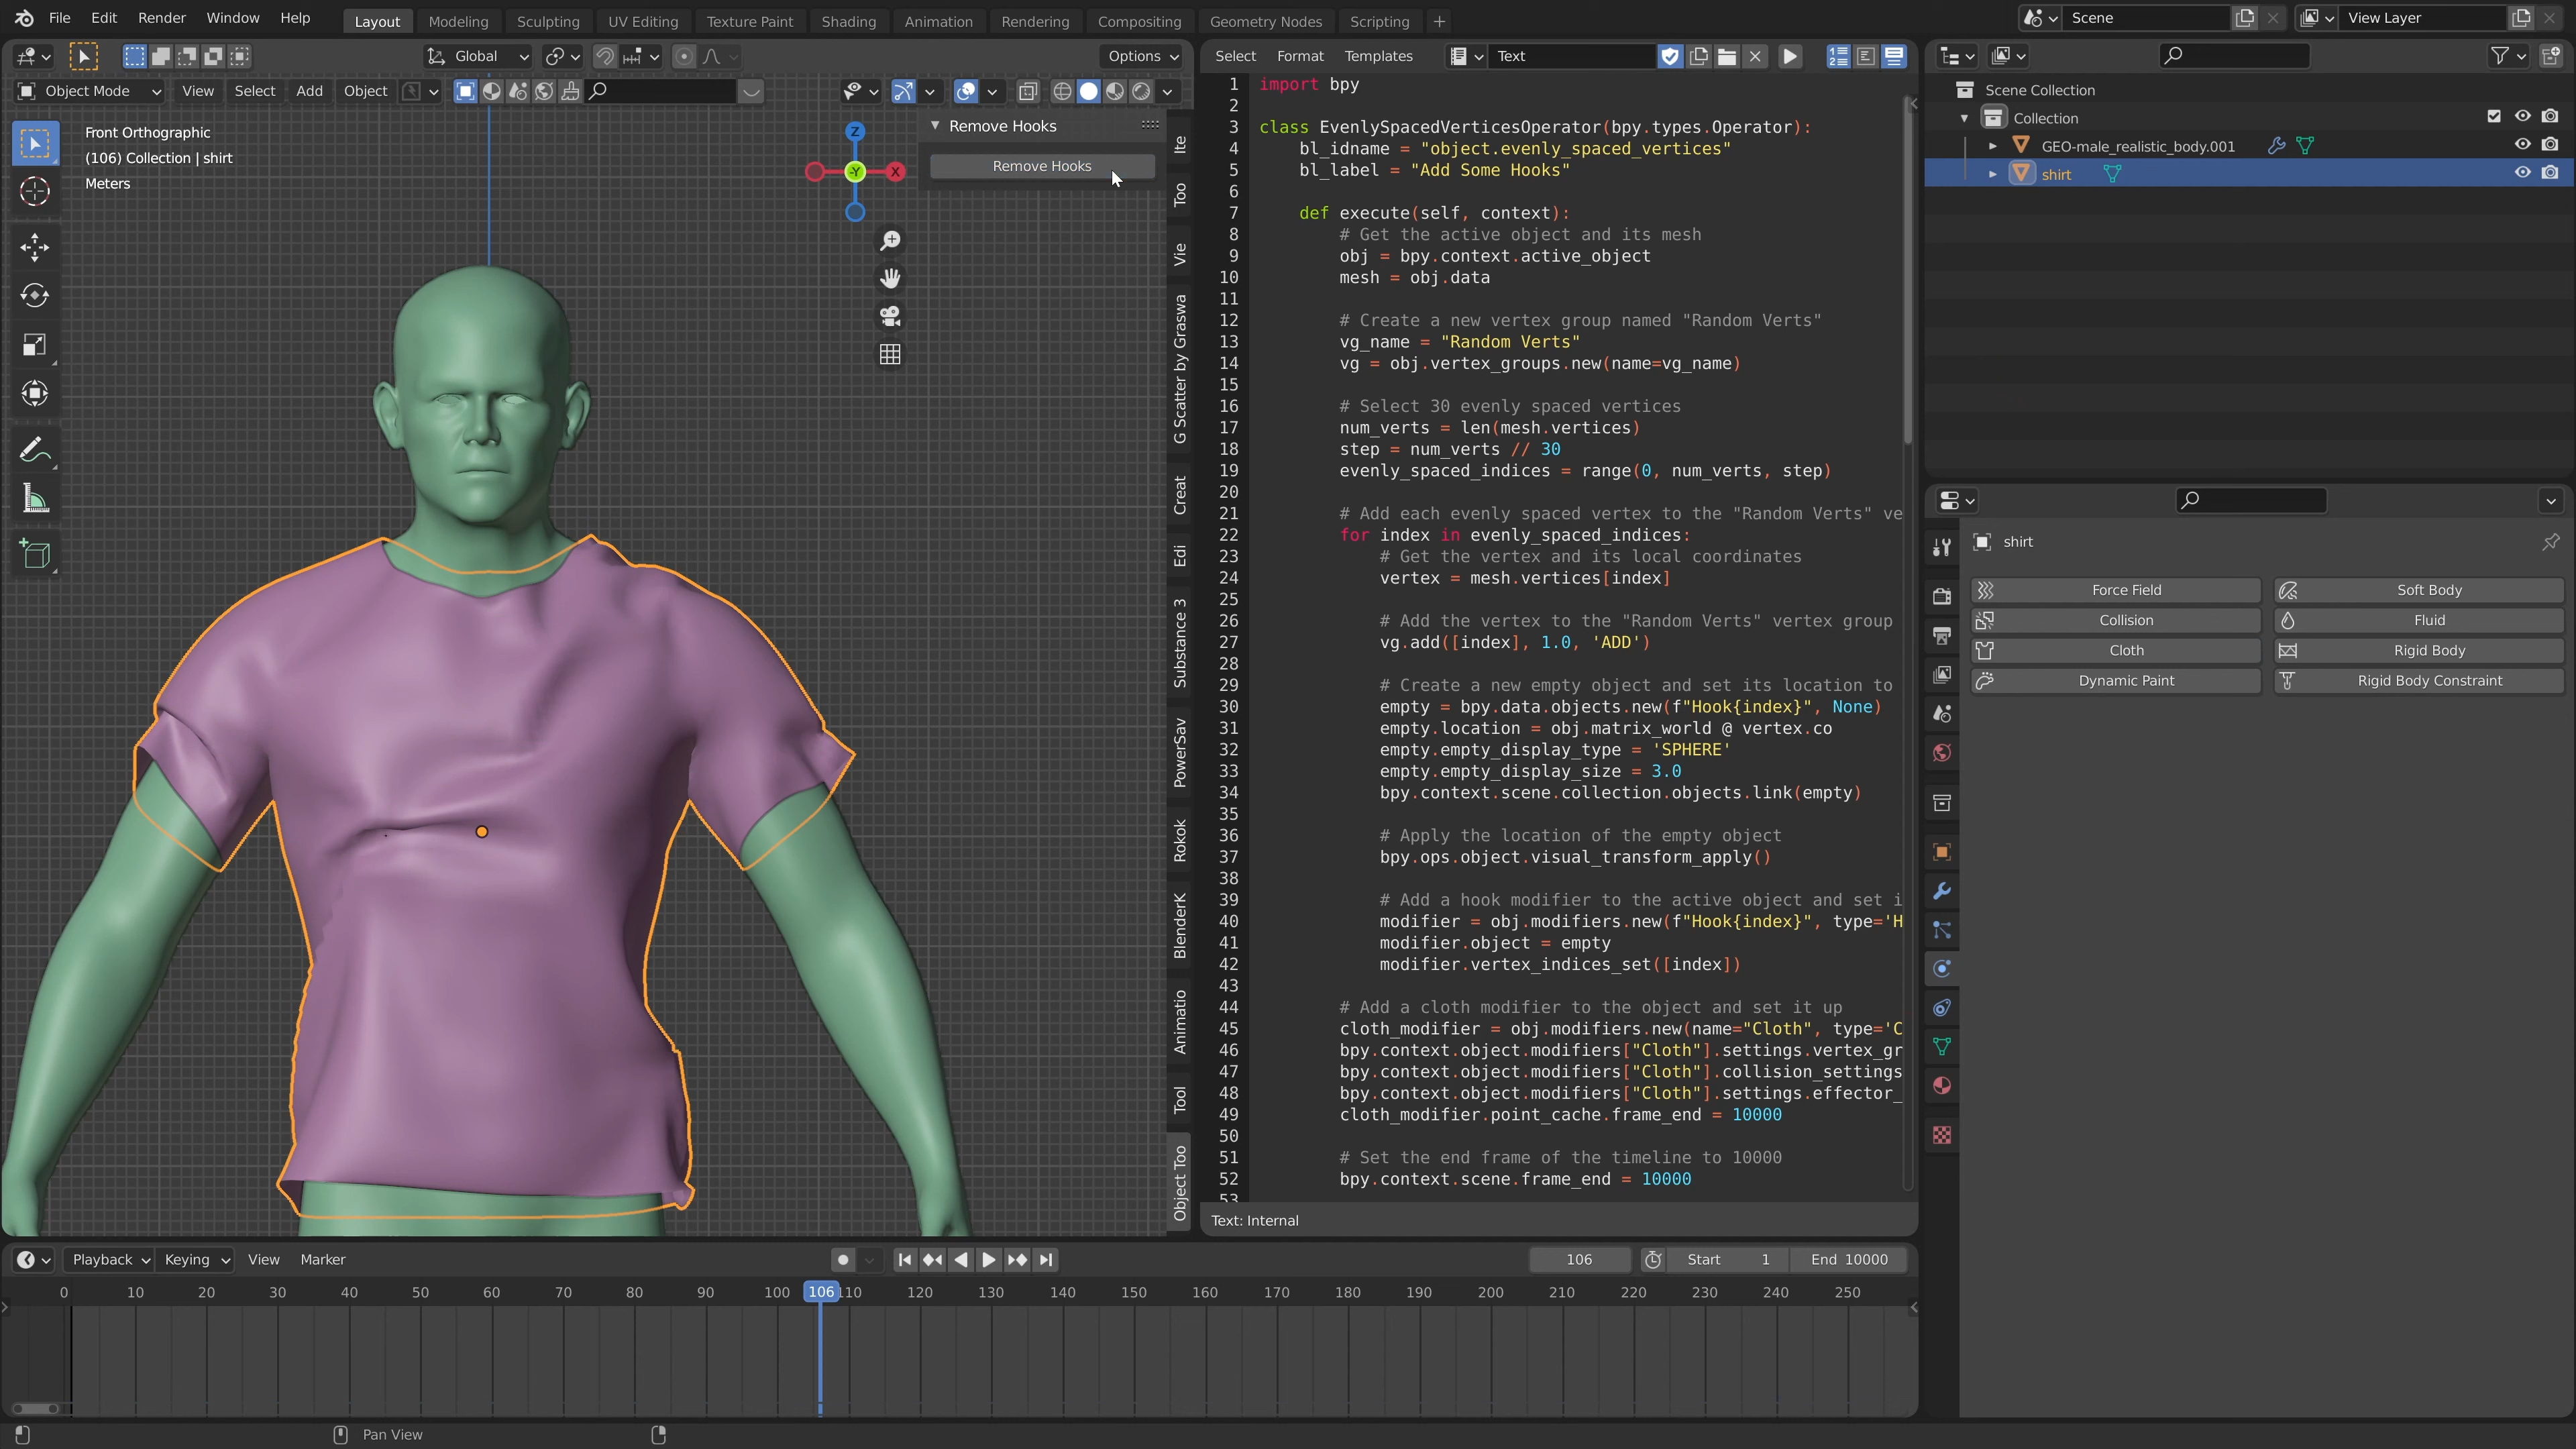 File Edit Render Window Help
Layout Modeling Sculpting UV Editing Texture Paint Shading Animation Rendering Compositing Geometry Nodes Scripting +
Scene
View Layer
Global
Options
Object Mode View Select Add Object
Front Orthographic
(106) Collection | shirt
Meters
Z
-Y
X
Remove Hooks
Remove Hooks
Ite
Too
Vie
G Scatter by Graswa
Creat
Edi
Substance 3
PowerSav
Rokok
BlenderK
Animatio
Tool
Object Too
Select Format Templates
Text
1 import bpy
2
3 class EvenlySpacedVerticesOperator(bpy.types.Operator):
4 bl_idname = "object.evenly_spaced_vertices"
5 bl_label = "Add Some Hooks"
6
7 def execute(self, context):
8 # Get the active object and its mesh
9 obj = bpy.context.active_object
10 mesh = obj.data
11
12 # Create a new vertex group named "Random Verts"
13 vg_name = "Random Verts"
14 vg = obj.vertex_groups.new(name=vg_name)
15
16 # Select 30 evenly spaced vertices
17 num_verts = len(mesh.vertices)
18 step = num_verts // 30
19 evenly_spaced_indices = range(0, num_verts, step)
20
21 # Add each evenly spaced vertex to the "Random Verts" ve
22 for index in evenly_spaced_indices:
23 # Get the vertex and its local coordinates
24 vertex = mesh.vertices[index]
25
26 # Add the vertex to the "Random Verts" vertex group
27 vg.add([index], 1.0, 'ADD')
28
29 # Create a new empty object and set its location to
30 empty = bpy.data.objects.new(f"Hook{index}", None)
31 empty.location = obj.matrix_world @ vertex.co
32 empty.empty_display_type = 'SPHERE'
33 empty.empty_display_size = 3.0
34 bpy.context.scene.collection.objects.link(empty)
35
36 # Apply the location of the empty object
37 bpy.ops.object.visual_transform_apply()
38
39 # Add a hook modifier to the active object and set i
40 modifier = obj.modifiers.new(f"Hook{index}", type='H
41 modifier.object = empty
42 modifier.vertex_indices_set([index])
43
44 # Add a cloth modifier to the object and set it up
45 cloth_modifier = obj.modifiers.new(name="Cloth", type='C
46 bpy.context.object.modifiers["Cloth"].settings.vertex_gr
47 bpy.context.object.modifiers["Cloth"].collision_settings
48 bpy.context.object.modifiers["Cloth"].settings.effector_
49 cloth_modifier.point_cache.frame_end = 10000
50
51 # Set the end frame of the timeline to 10000
52 bpy.context.scene.frame_end = 10000
53
Text: Internal
Scene Collection
Collection
GEO-male_realistic_body.001
shirt
shirt
Force Field Soft Body
Collision Fluid
Cloth Rigid Body
Dynamic Paint Rigid Body Constraint
Playback Keying View Marker
106 Start 1 End 10000
0 10 20 30 40 50 60 70 80 90 100 106 110 120 130 140 150 160 170 180 190 200 210 220 230 240 250
Pan View